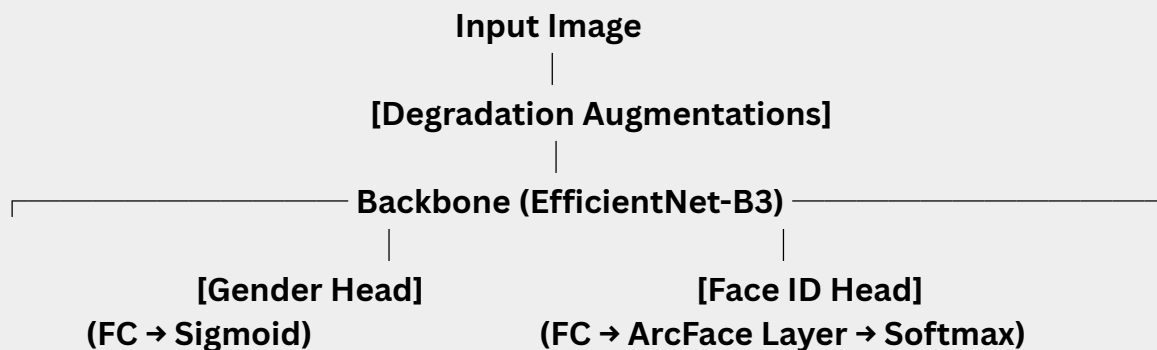 Input Image
[Degradation Augmentations]
Backbone (EfficientNet-B3)
[Gender Head] [Face ID Head]
(FC → Sigmoid) (FC → ArcFace Layer → Softmax)